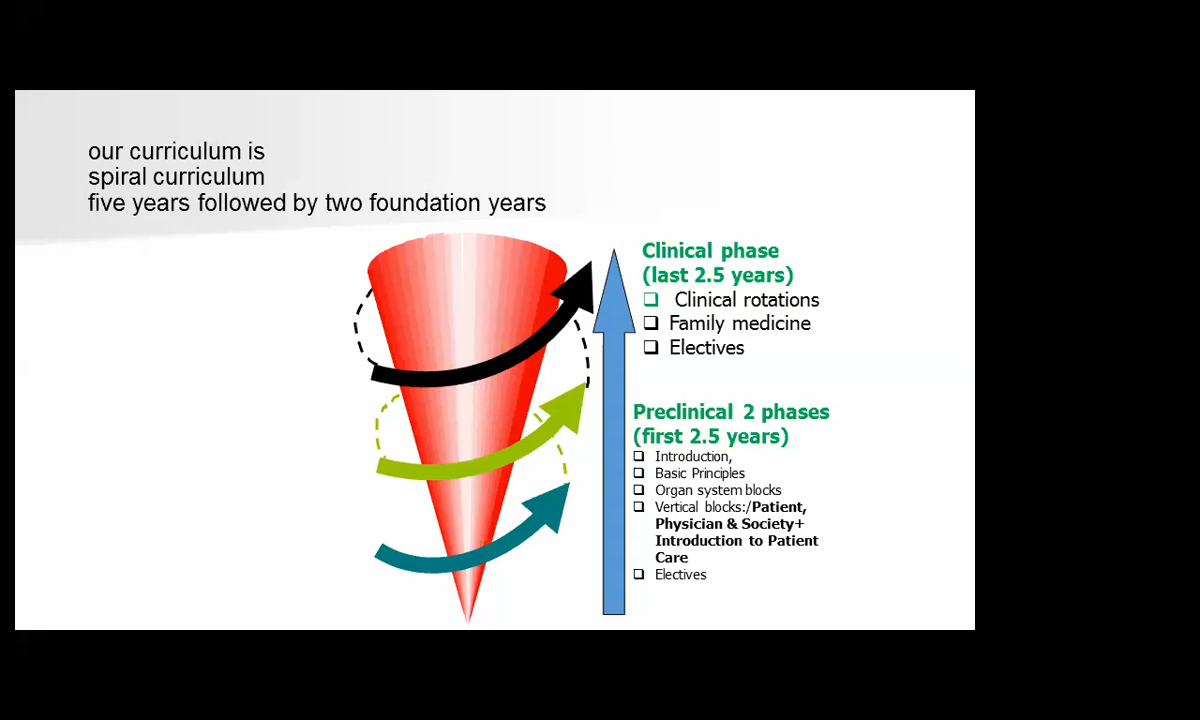 our curriculum is
spiral curriculum
five years followed by two foundation years
Clinical phase
(last 2.5 years)
❑ Clinical rotations
❑ Family medicine
❑ Electives
Preclinical 2 phases
(first 2.5 years)
❑ Introduction,
❑ Basic Principles
❑ Organ system blocks
❑ Vertical blocks:/Patient,
Physician & Society+
Introduction to Patient
Care
❑ Electives